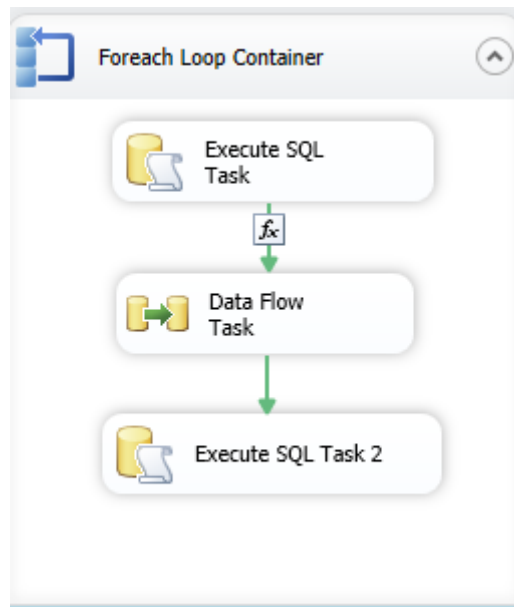 Foreach Loop Container
Execute SQL
Task
fx
Data Flow
Task
Execute SQL Task 2